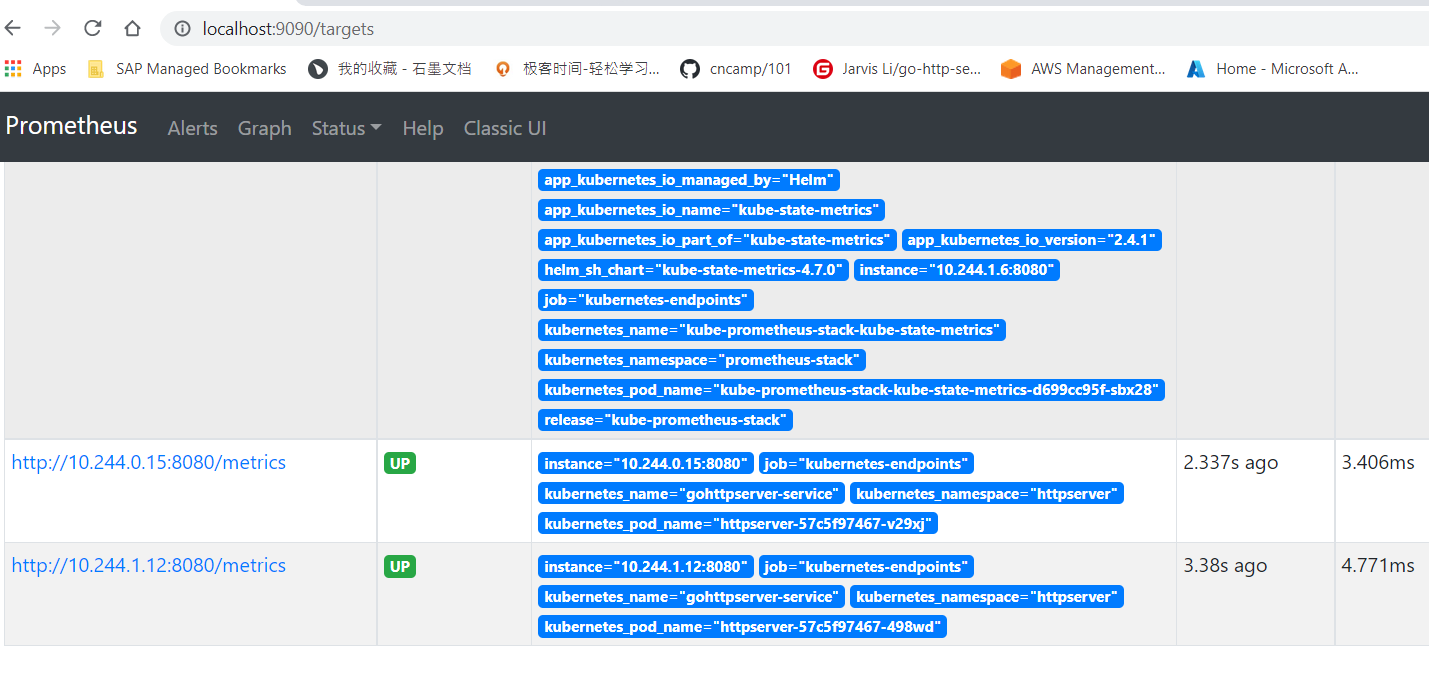 localhost:9090/targets
Apps SAP Managed Bookmarks 我的收藏 - 石墨文档 极客时间-轻松学习... cncamp/101 Jarvis Li/go-http-se... AWS Management... Home - Microsoft A...
Prometheus Alerts Graph Status Help Classic UI
app_kubernetes_io_managed_by="Helm"
app_kubernetes_io_name="kube-state-metrics"
app_kubernetes_io_part_of="kube-state-metrics" app_kubernetes_io_version="2.4.1"
helm_sh_chart="kube-state-metrics-4.7.0" instance="10.244.1.6:8080"
job="kubernetes-endpoints"
kubernetes_name="kube-prometheus-stack-kube-state-metrics"
kubernetes_namespace="prometheus-stack"
kubernetes_pod_name="kube-prometheus-stack-kube-state-metrics-d699cc95f-sbx28"
release="kube-prometheus-stack"
http://10.244.0.15:8080/metrics UP instance="10.244.0.15:8080" job="kubernetes-endpoints" 2.337s ago 3.406ms
kubernetes_name="gohttpserver-service" kubernetes_namespace="httpserver"
kubernetes_pod_name="httpserver-57c5f97467-v29xj"
http://10.244.1.12:8080/metrics UP instance="10.244.1.12:8080" job="kubernetes-endpoints" 3.38s ago 4.771ms
kubernetes_name="gohttpserver-service" kubernetes_namespace="httpserver"
kubernetes_pod_name="httpserver-57c5f97467-498wd"